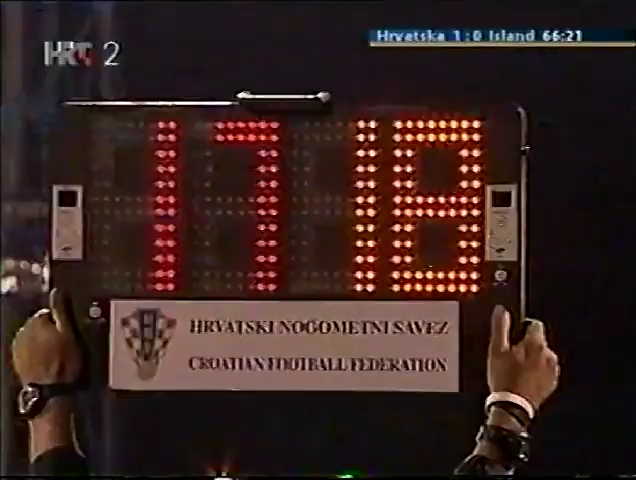 HRT 2
Hrvatska 1:0 Island 66:21
17 18
HRVATSKI NOGOMETNI SAVEZ
CROATIAN FOOTBALL FEDERATION